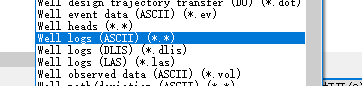 Well design trajectory transfer (DO) (*.dot)
Well event data (ASCII) (*.ev)
Well heads (*.*)
Well logs (ASCII) (*.*)
Well logs (DLIS) (*.dlis)
Well logs (LAS) (*.las)
Well observed data (ASCII) (*.vol)